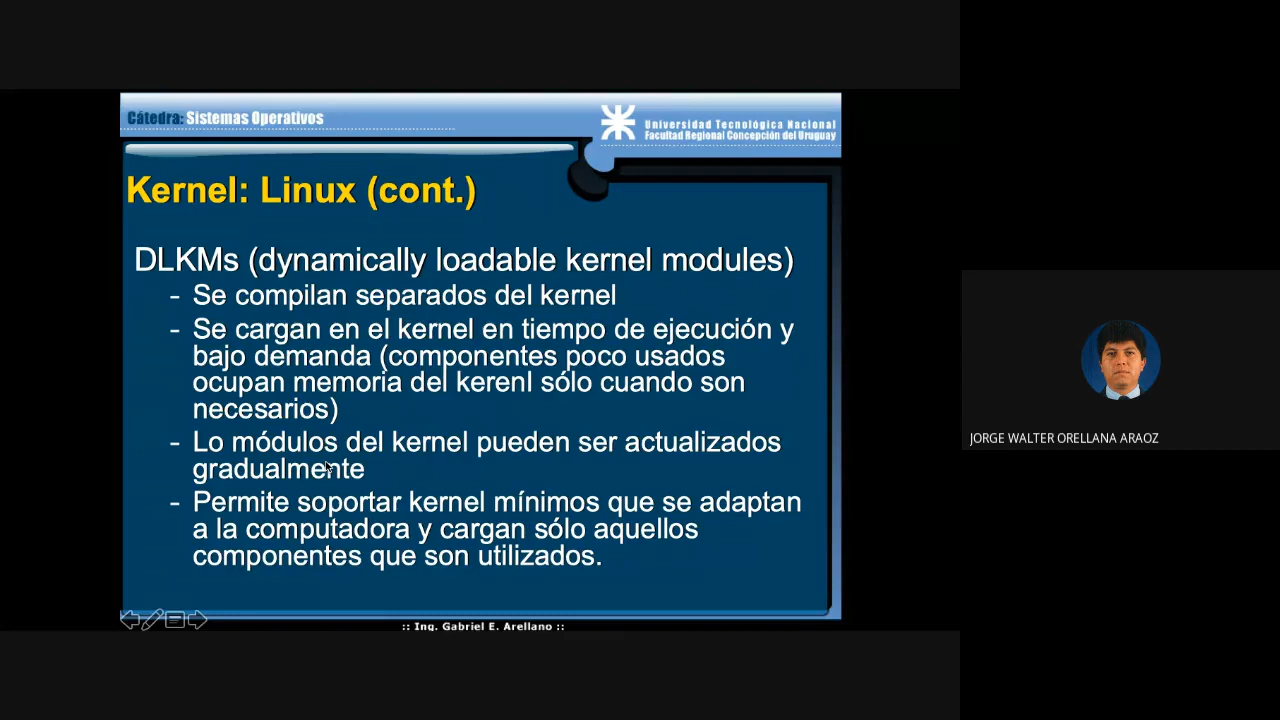 Cátedra: Sistemas Operativos
Universidad Tecnológica Nacional
Facultad Regional Concepción del Uruguay
Kernel: Linux (cont.)
DLKMs (dynamically loadable kernel modules)
- Se compilan separados del kernel
- Se cargan en el kernel en tiempo de ejecución y
bajo demanda (componentes poco usados
ocupan memoria del kerenl sólo cuando son
necesarios)
- Lo módulos del kernel pueden ser actualizados
gradualmente
- Permite soportar kernel mínimos que se adaptan
a la computadora y cargan sólo aquellos
componentes que son utilizados.
:: Ing. Gabriel E. Arellano ::
JORGE WALTER ORELLANA ARAOZ